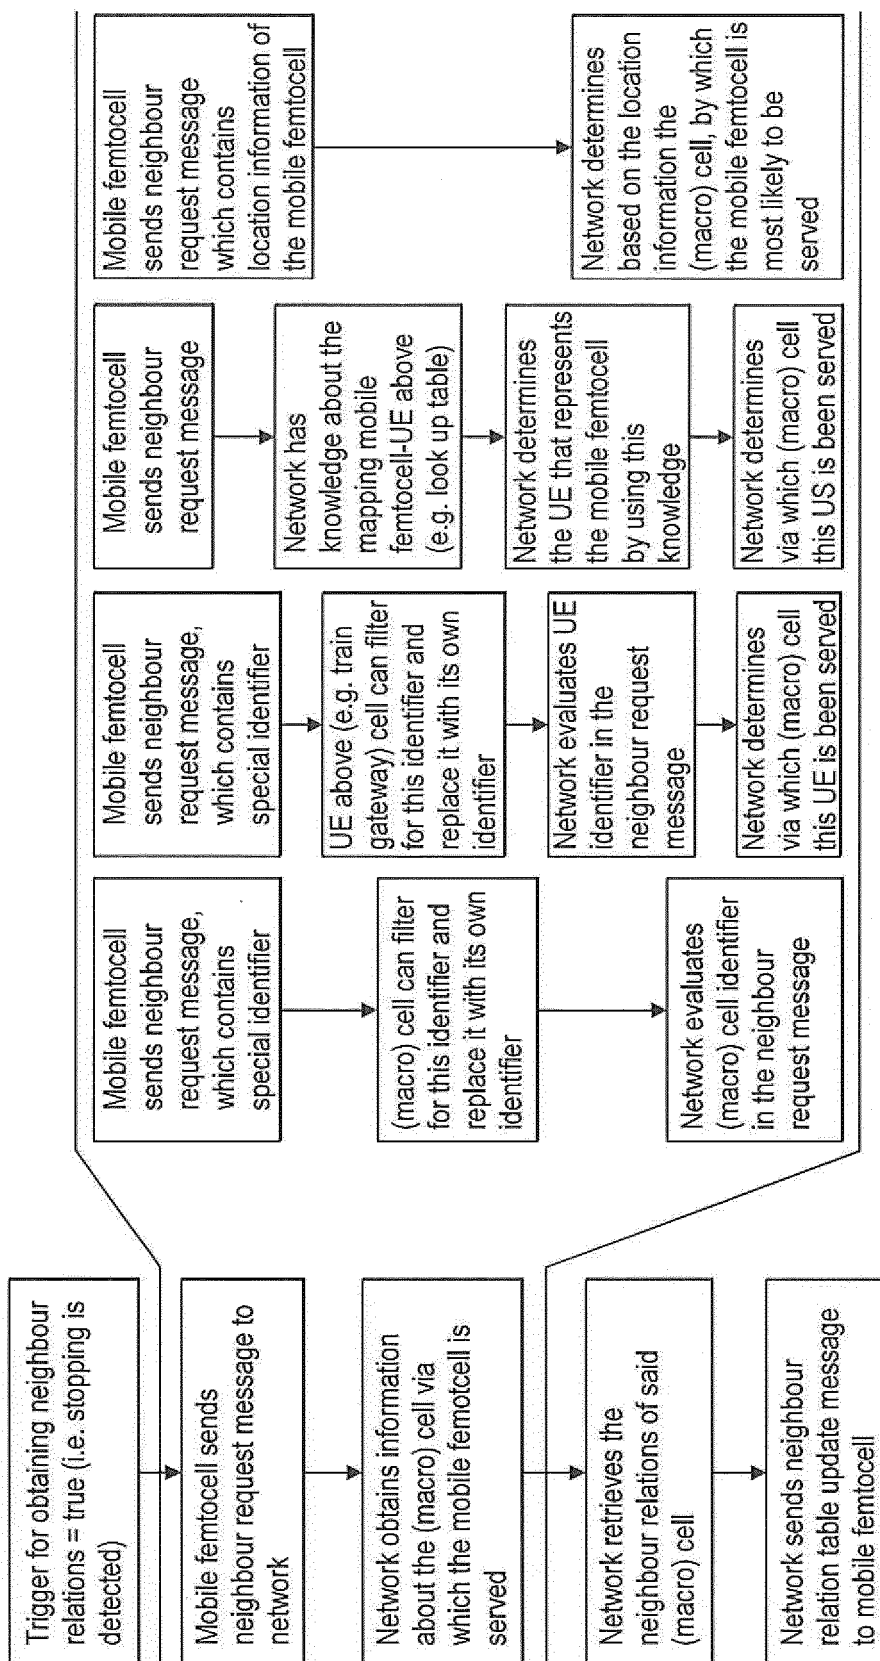 Trigger for obtaining neighbour
relations = true (i.e. stopping is
detected)
Mobile femtocell sends
neighbour request message to
network
Network obtains information
about the (macro) cell via
which the mobile femotcell is
served
Network retrieves the
neighbour relations of said
(macro) cell
Network sends neighbour
relation table update message
to mobile femtocell
Mobile femtocell
sends neighbour
request message,
which contains
special identifier
(macro) cell can filter
for this identifier and
replace it with its own
identifier
Network evaluates
(macro) cell identifier
in the neighbour
request message
Mobile femtocell
sends neighbour
request message,
which contains
special identifier
UE above (e.g. train
gateway) cell can filter
for this identifier and
replace it with its own
identifier
Network evaluates UE
identifier in the
neighbour request
message
Network determines
via which (macro) cell
this UE is been served
Mobile femtocell
sends neighbour
request message
Network has
knowledge about the
mapping mobile
femtocell-UE above
(e.g. look up table)
Network determines
the UE that represents
the mobile femtocell
by using this
knowledge
Network determines
via which (macro) cell
this US is been served
Mobile femtocell
sends neighbour
request message
which contains
location information of
the mobile femtocell
Network determines
based on the location
information the
(macro) cell, by which
the mobile femtocell is
most likely to be
served